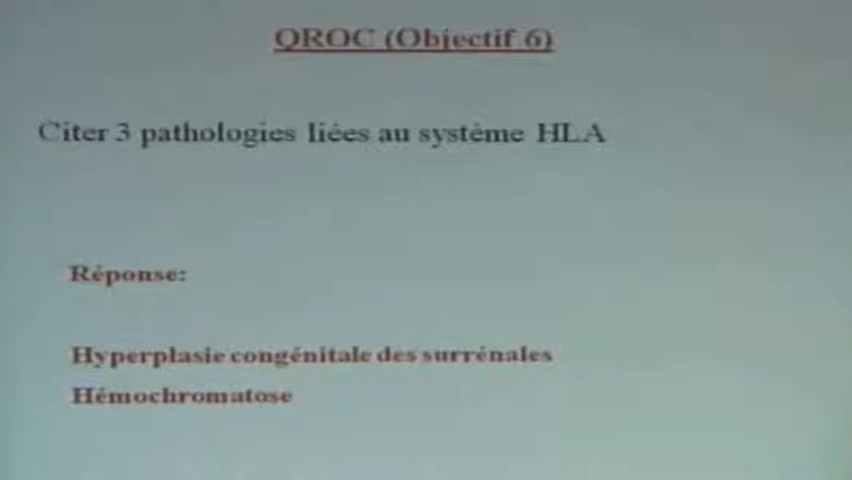 QROC (Objectif 6)
Citer 3 pathologies liées au système HLA
Réponse:
Hyperplasie congénitale des surrénales
Hémochromatose